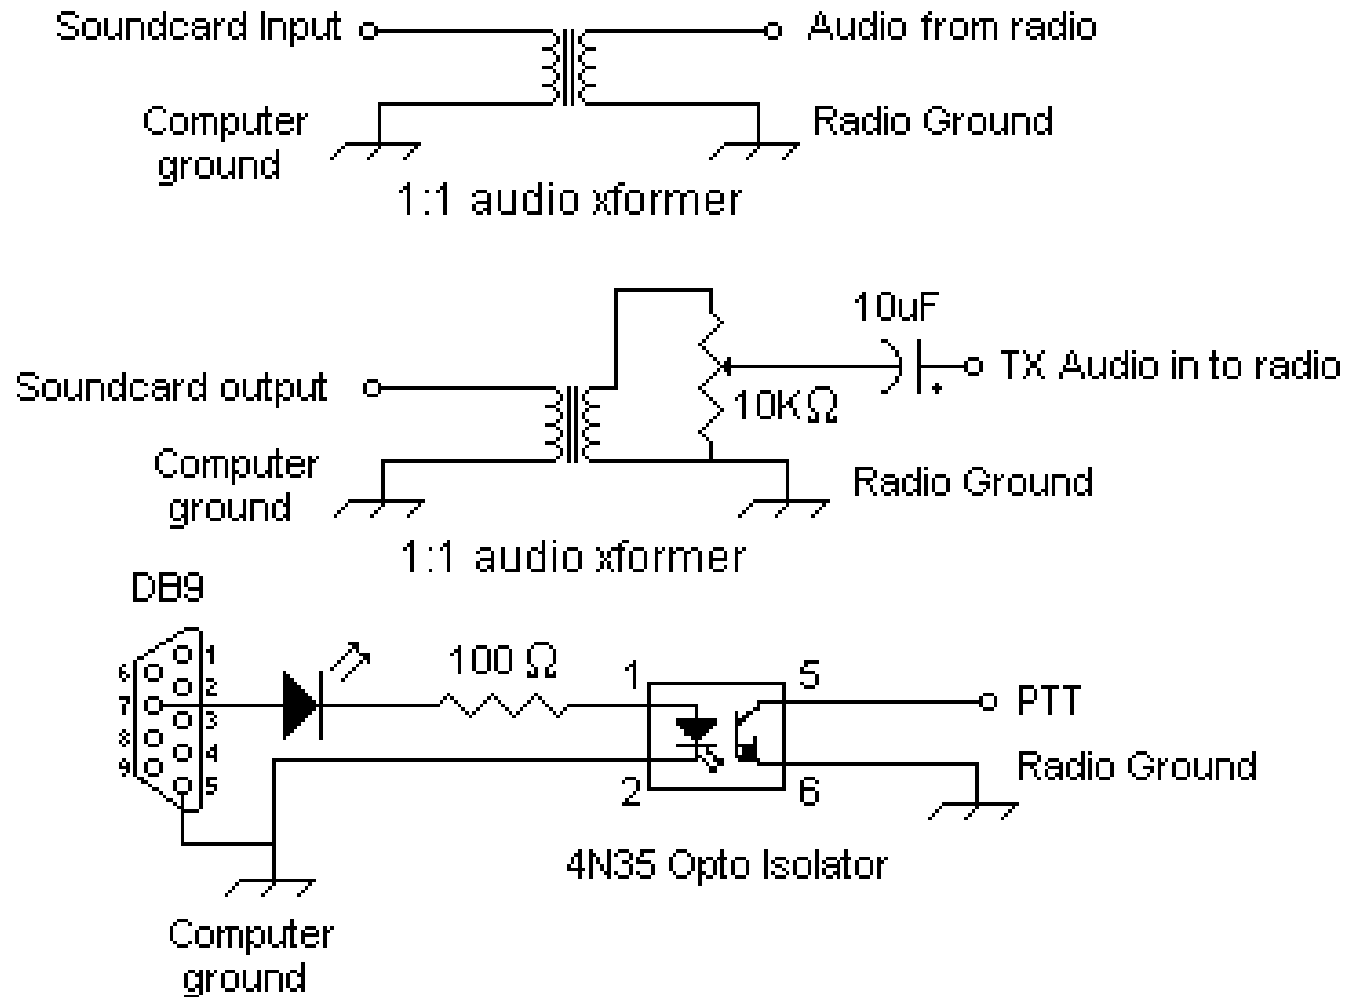 Soundcard Input
Audio from radio
Computer
ground
Radio Ground
1:1 audio xformer
10uF
TX Audio in to radio
Soundcard output
10KΩ
Computer
ground
Radio Ground
1:1 audio xformer
DB9
1
6
2
7
3
8
4
9
5
100 Ω
1
5
PTT
2
6
Radio Ground
4N35 Opto Isolator
Computer
ground